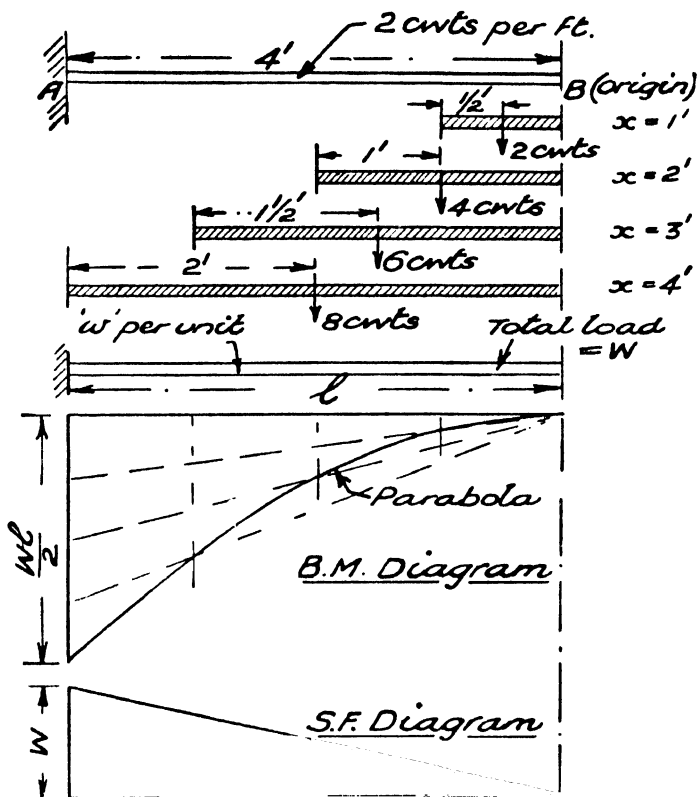 2 cwts per ft.
4'
A
B (origin)
1/2'
x = 1'
2 cwts
1'
x = 2'
4 cwts
1 1/2'
x = 3'
6 cwts
2'
x = 4'
8 cwts
'w' per unit
Total load
= W
l
Wl/2
Parabola
B.M. Diagram
W
S.F. Diagram